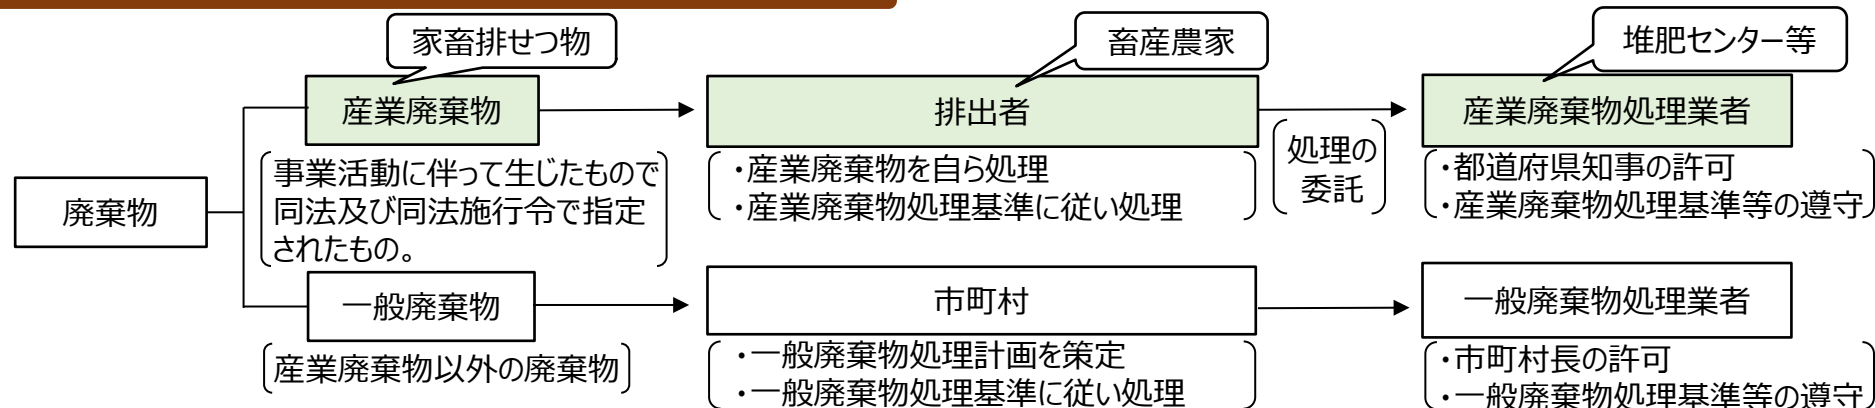 家畜排せつ物
畜産農家
堆肥センター等
産業廃棄物
排出者
産業廃棄物処理業者
事業活動に伴って生じたもので
同法及び同法施行令で指定
されたもの。
・産業廃棄物を自ら処理
・産業廃棄物処理基準に従い処理
処理の
委託
・都道府県知事の許可
・産業廃棄物処理基準等の遵守
廃棄物
一般廃棄物
市町村
一般廃棄物処理業者
産業廃棄物以外の廃棄物
・一般廃棄物処理計画を策定
・一般廃棄物処理基準に従い処理
・市町村長の許可
・一般廃棄物処理基準等の遵守